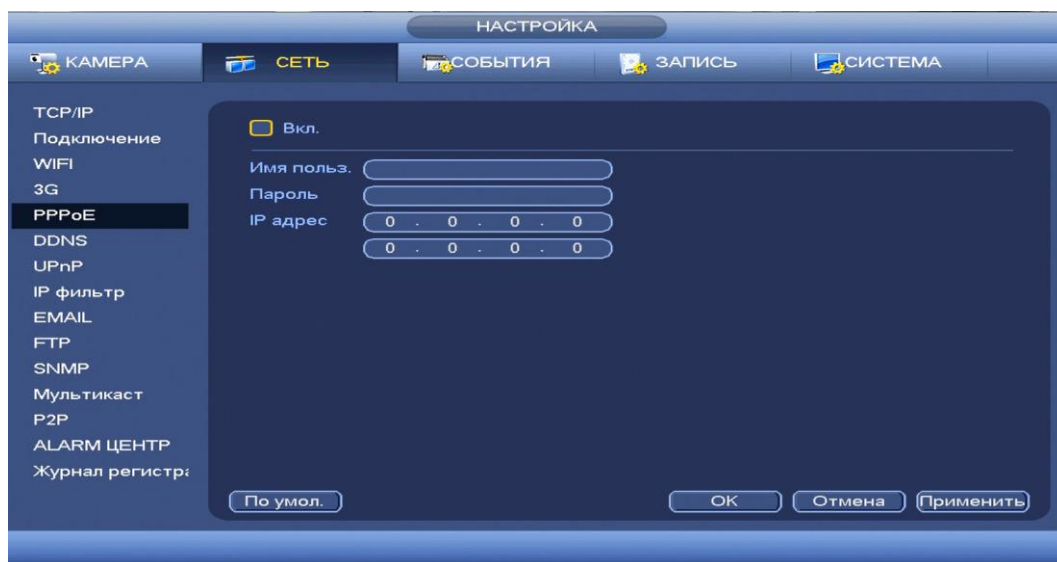 НАСТРОЙКА
КАМЕРА СЕТЬ СОБЫТИЯ ЗАПИСЬ СИСТЕМА
TCP/IP
Подключение
WIFI
3G
PPPoE
DDNS
UPnP
IP фильтр
EMAIL
FTP
SNMP
Мультикаст
P2P
ALARM ЦЕНТР
Журнал регистра
Вкл.
Имя польз.
Пароль
IP адрес 0 . 0 . 0 . 0
0 . 0 . 0 . 0
По умол. OK Отмена Применить